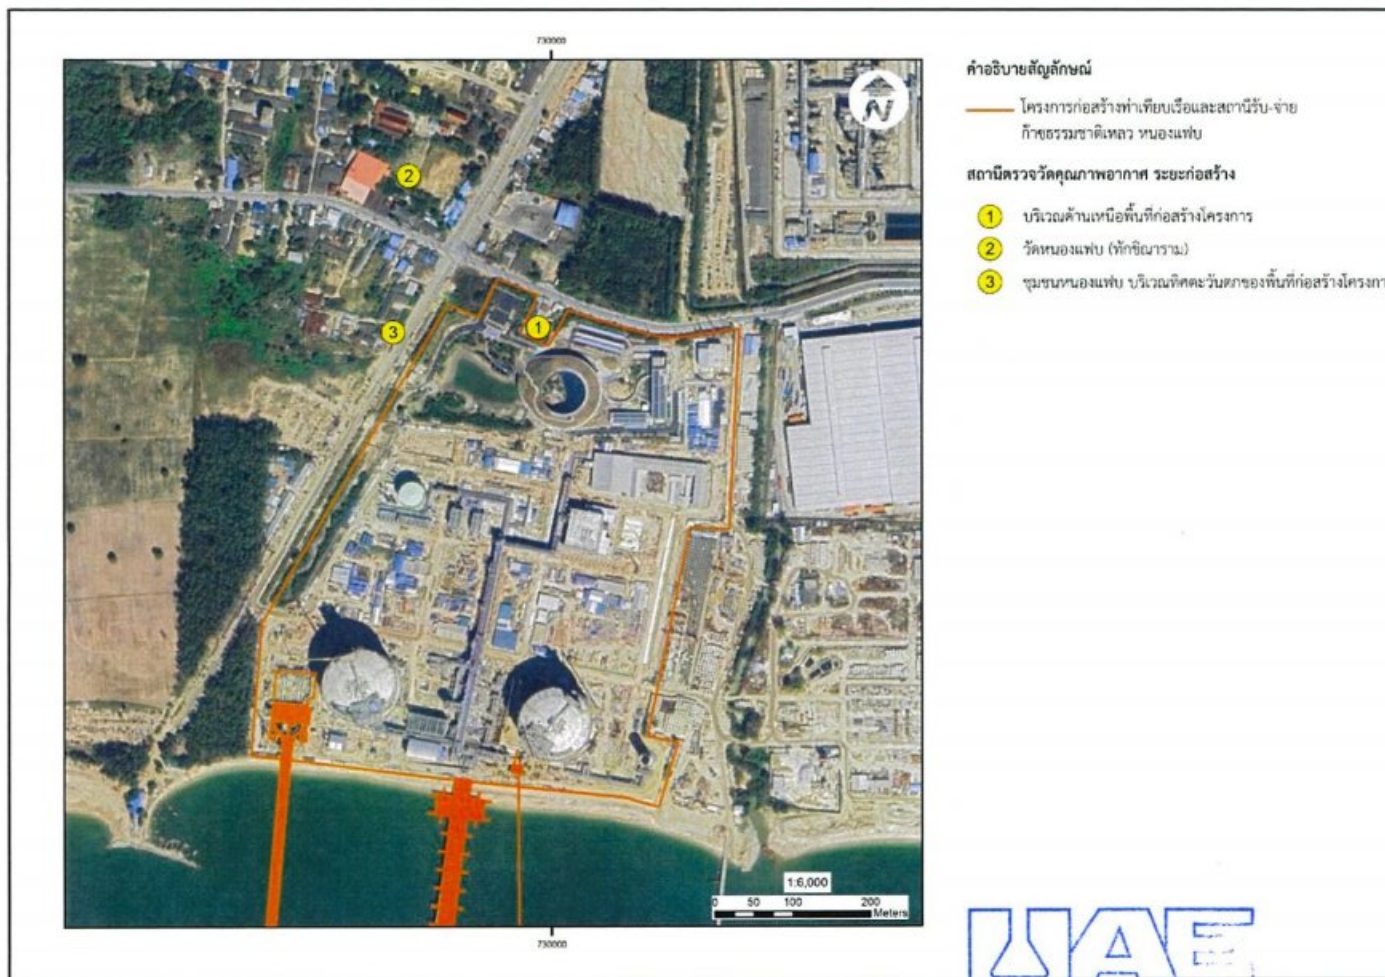 730000
คำอธิบายสัญลักษณ์
โครงการก่อสร้างท่าเทียบเรือและสถานีรับ-จ่าย
ก๊าซธรรมชาติเหลว หนองแฟบ
สถานีตรวจวัดคุณภาพอากาศ ระยะก่อสร้าง
1 บริเวณด้านเหนือพื้นที่ก่อสร้างโครงการ
2 วัดหนองแฟบ (ทักขิณาราม)
3 ชุมชนหนองแฟบ บริเวณทิศตะวันตกของพื้นที่ก่อสร้างโครงกา
N
2
1
3
1:6,000
0 50 100 200
Meters
730000
UAE